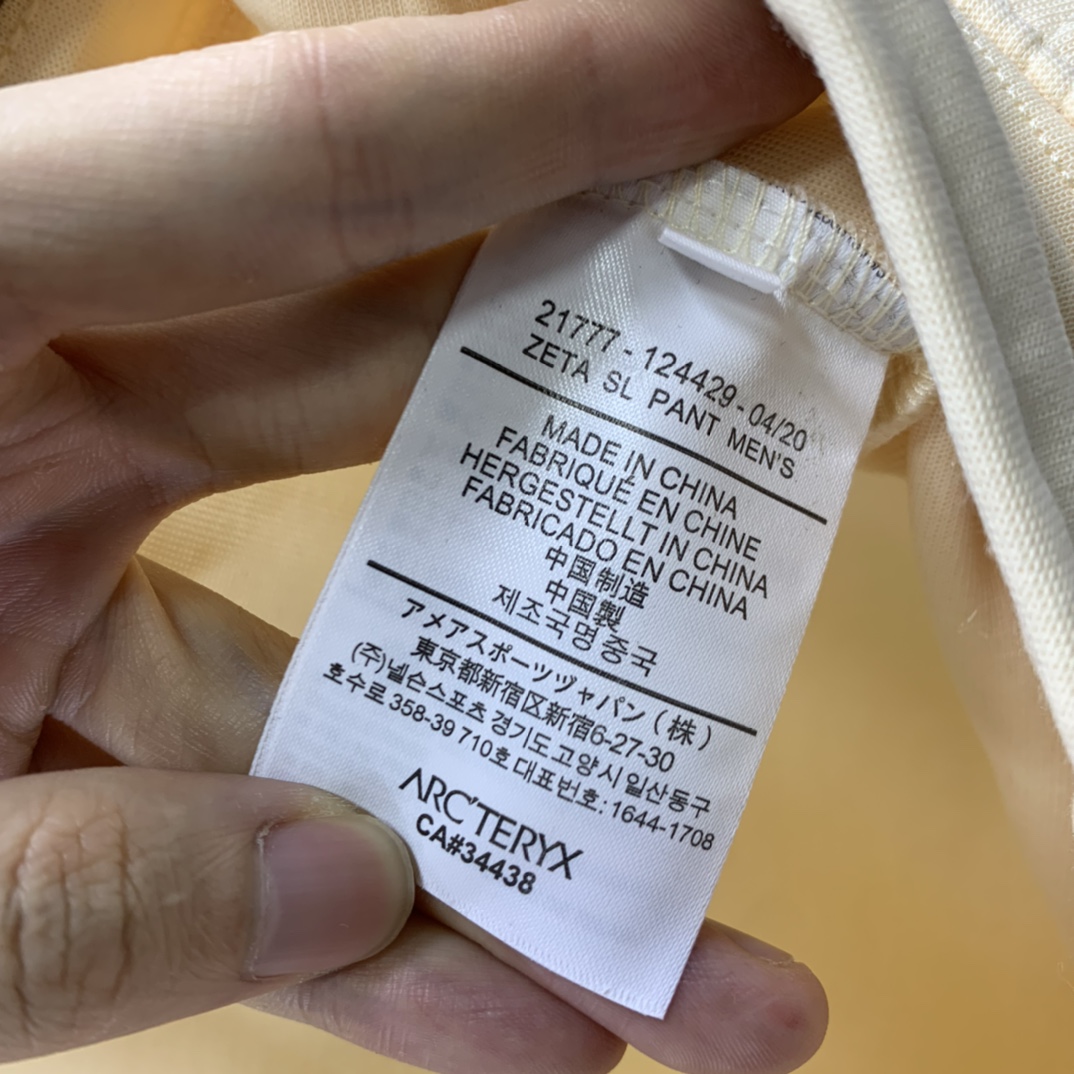 21777 - 124429 - 04/20
ZETA SL PANT MEN'S
MADE IN CHINA
FABRIQUÉ EN CHINE
HERGESTELLT IN CHINA
FABRICADO EN CHINA
中国制造
中国製
제조국명 중국
アメアスポーツヅャパン(株)
東京都新宿区新宿6-27-30
(주)넬슨스포츠 경기도 고양시 일산동구
호수로 358-39 710호 대표번호: 1644-1708
ARC'TERYX
CA#34438